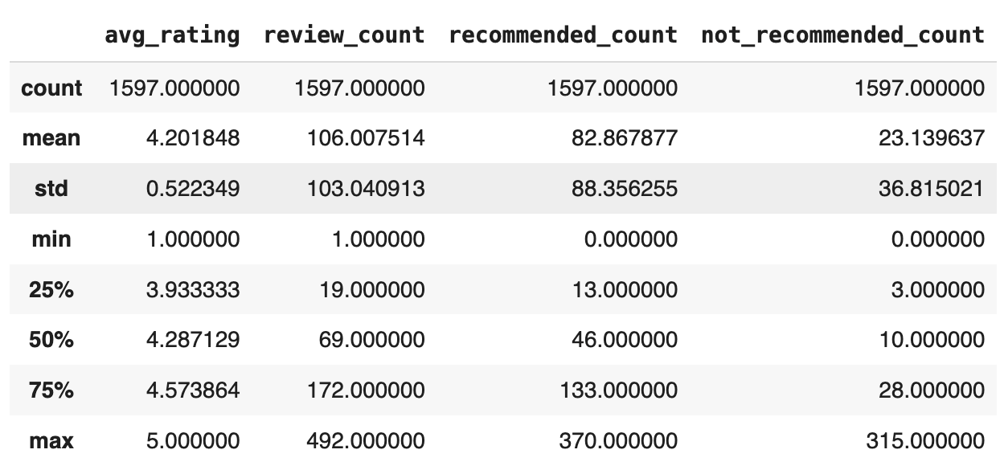 avg_rating review_count recommended_count not_recommended_count
count 1597.000000 1597.000000 1597.000000 1597.000000
mean 4.201848 106.007514 82.867877 23.139637
std 0.522349 103.040913 88.356255 36.815021
min 1.000000 1.000000 0.000000 0.000000
25% 3.933333 19.000000 13.000000 3.000000
50% 4.287129 69.000000 46.000000 10.000000
75% 4.573864 172.000000 133.000000 28.000000
max 5.000000 492.000000 370.000000 315.000000